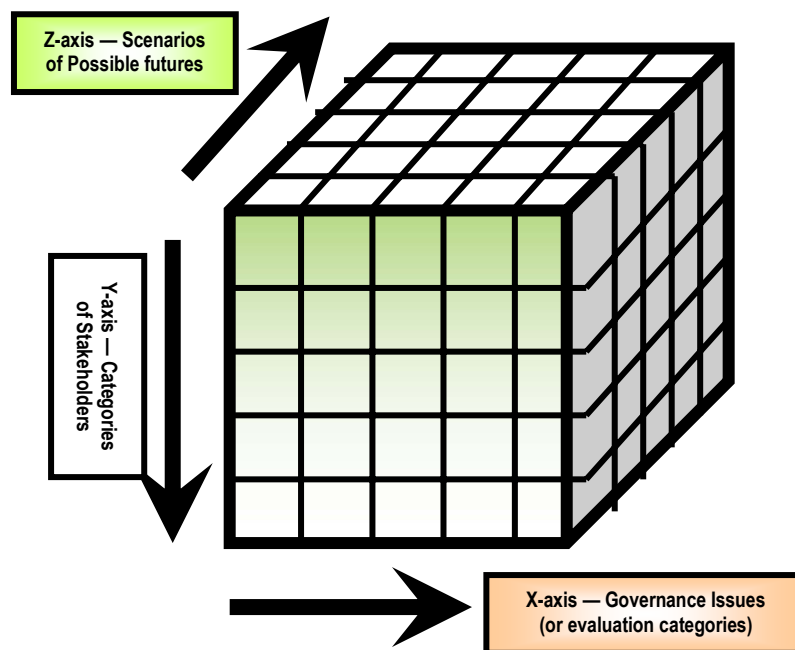 Z-axis — Scenarios
of Possible futures
Y-axis — Categories
of Stakeholders
X-axis — Governance Issues
(or evaluation categories)